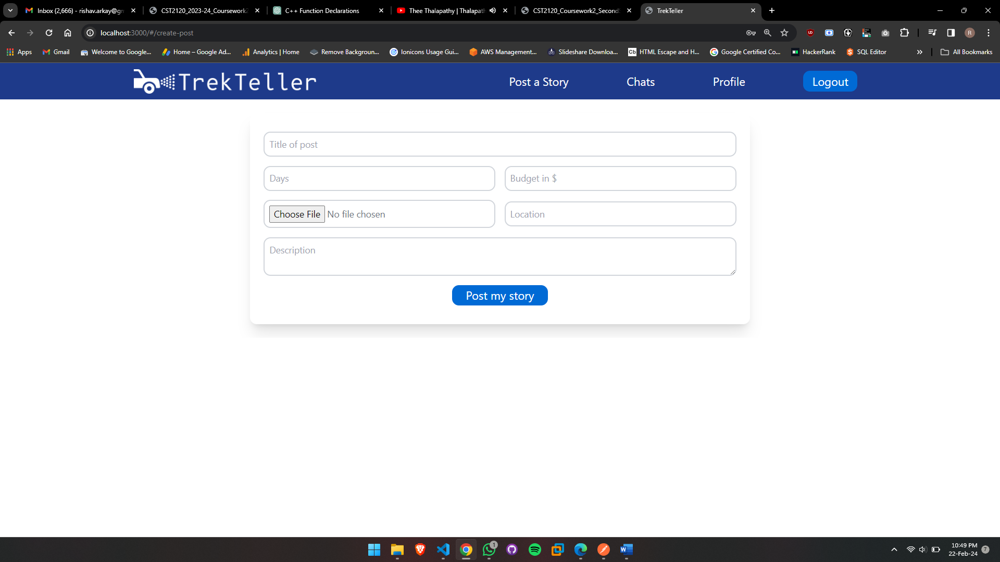 Inbox (2,666) - rishav.arkay@gm
CST2120_2023-24_Coursework2
C++ Function Declarations
Thee Thalapathy | Thalapath
CST2120_Coursework2_Second
TrekTeller
localhost:3000/#/create-post
Apps
Gmail
Welcome to Google...
Home – Google Ad...
Analytics | Home
Remove Backgroun...
Ionicons Usage Gui...
AWS Management...
Slideshare Downloa...
Cb
HTML Escape and H...
Google Certified Co...
HackerRank
SQL Editor
All Bookmarks
TrekTeller
Post a Story
Chats
Profile
Logout
Title of post
Days
Budget in $
Choose File No file chosen
Location
Description
Post my story
1
10:49 PM
22-Feb-24
7